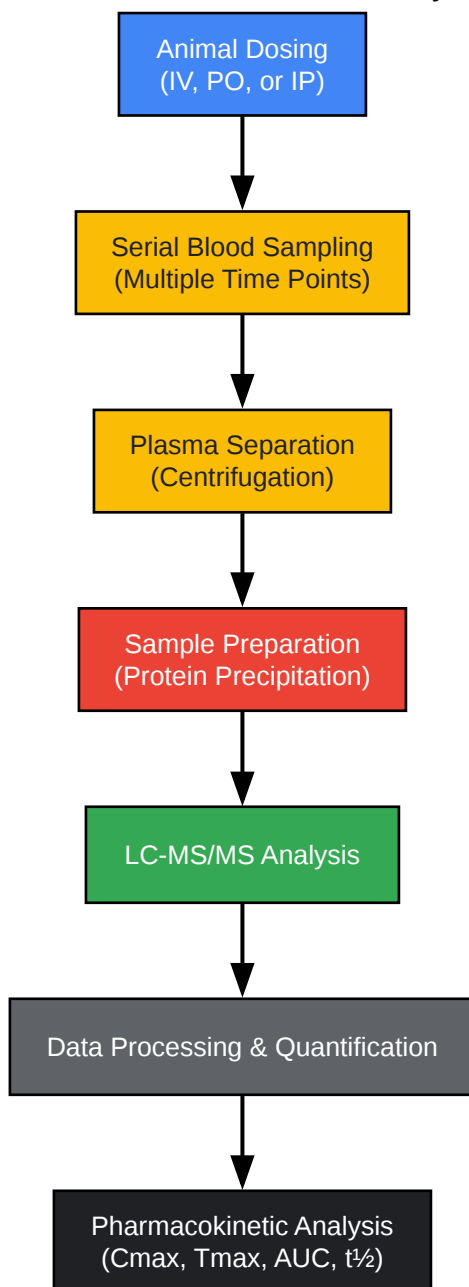 Animal Dosing
(IV, PO, or IP)
Serial Blood Sampling
(Multiple Time Points)
Plasma Separation
(Centrifugation)
Sample Preparation
(Protein Precipitation)
LC-MS/MS Analysis
Data Processing & Quantification
Pharmacokinetic Analysis
(Cmax, Tmax, AUC, t½)